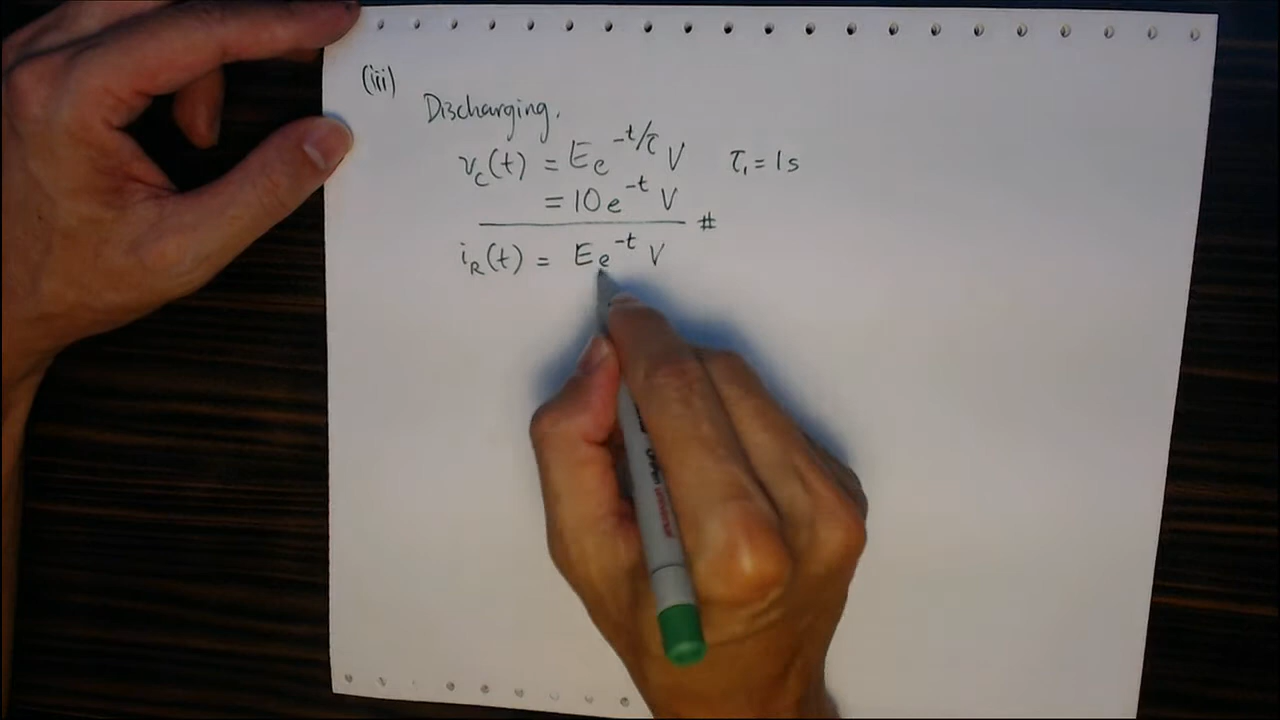 (iii)
Discharging.
v_C(t) = Ee^{-t/τ} V    τ₁ = 1s
= 10e^{-t} V #
i_R(t) = Ee^{-t} V